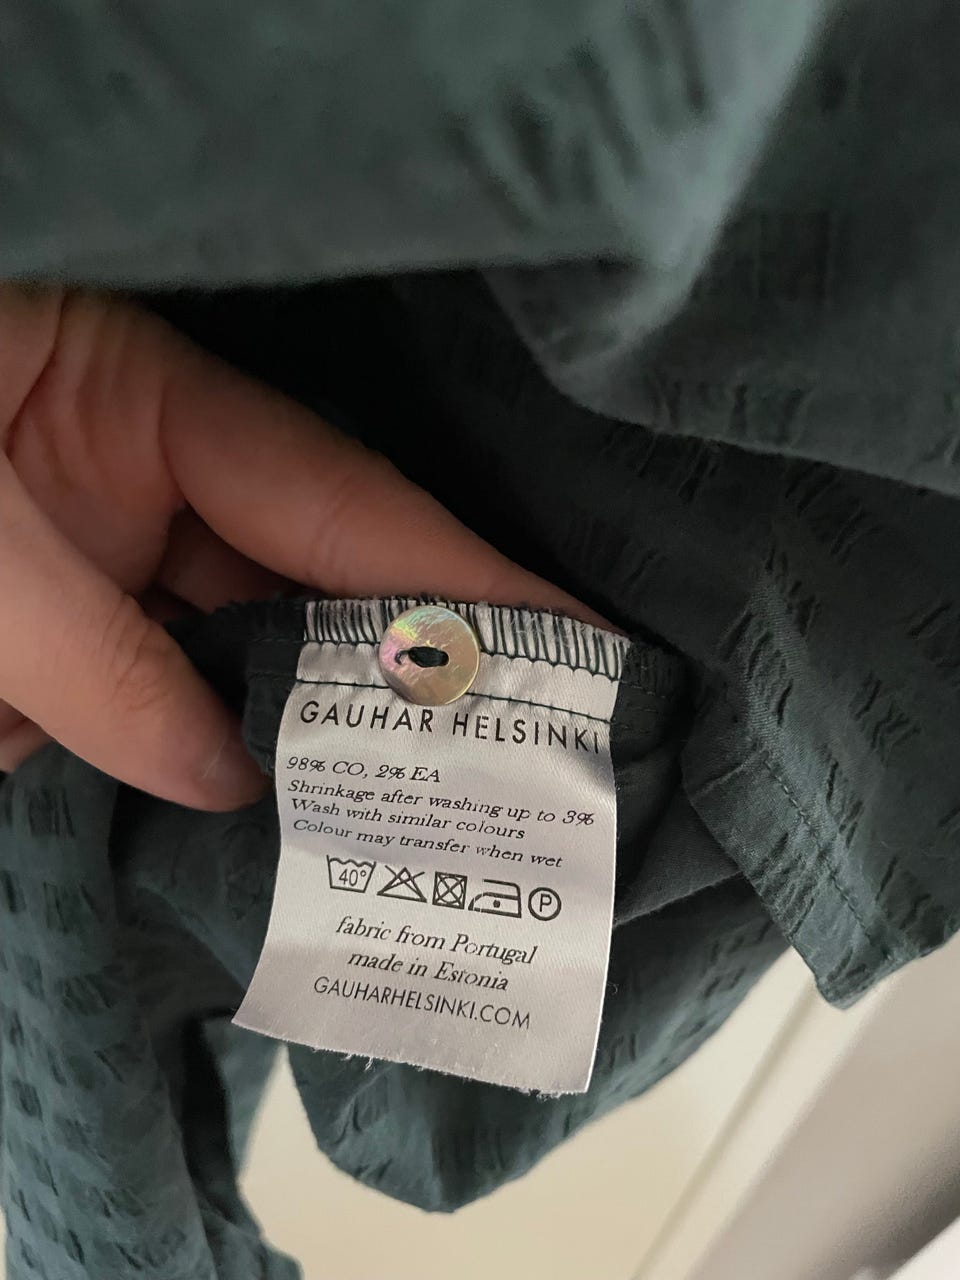 GAUHAR HELSINKI
98% CO, 2% EA
Shrinkage after washing up to 3%
Wash with similar colours
Colour may transfer when wet
40° P
fabric from Portugal
made in Estonia
GAUHARHELSINKI.COM